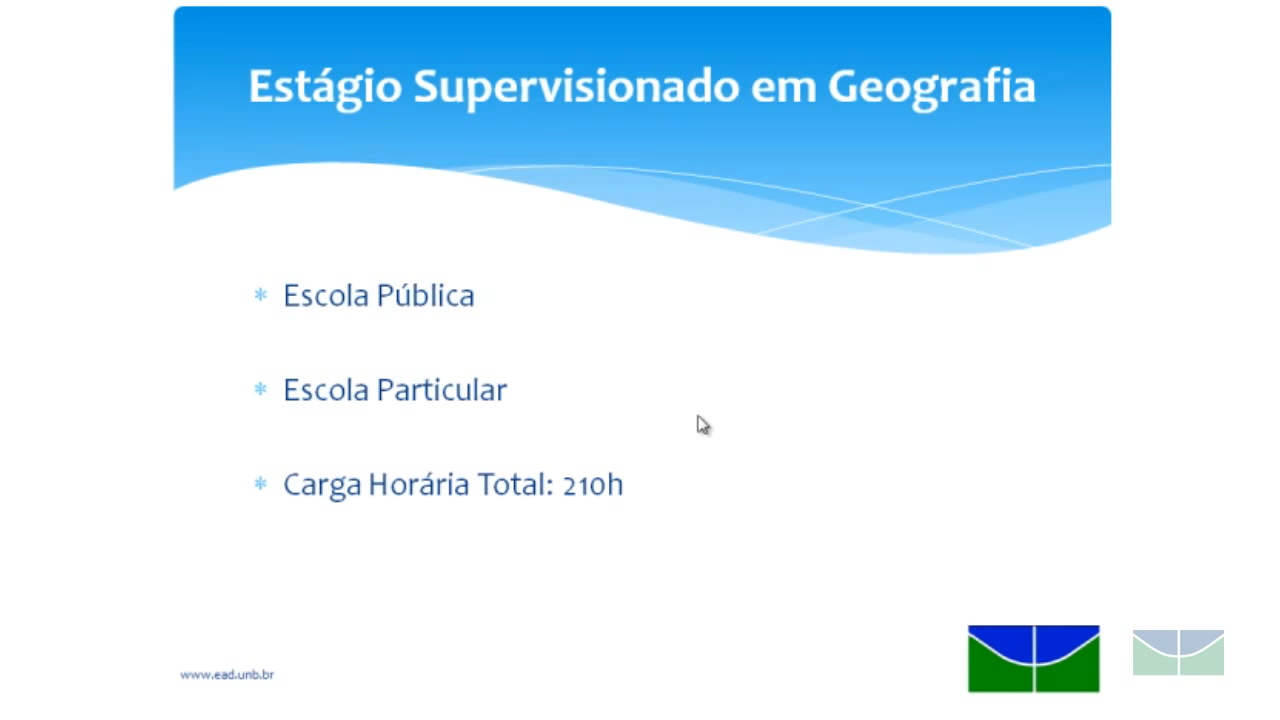 Estágio Supervisionado em Geografia
* Escola Pública
* Escola Particular
* Carga Horária Total: 210h
www.ead.unb.br